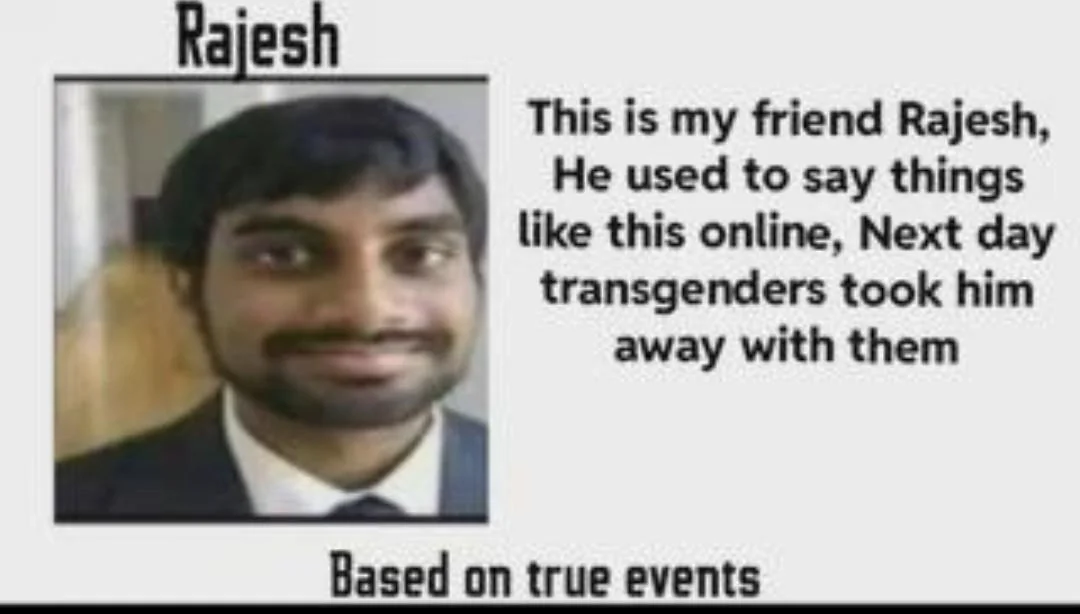 Rajesh
This is my friend Rajesh,
He used to say things
like this online, Next day
transgenders took him
away with them
Based on true events